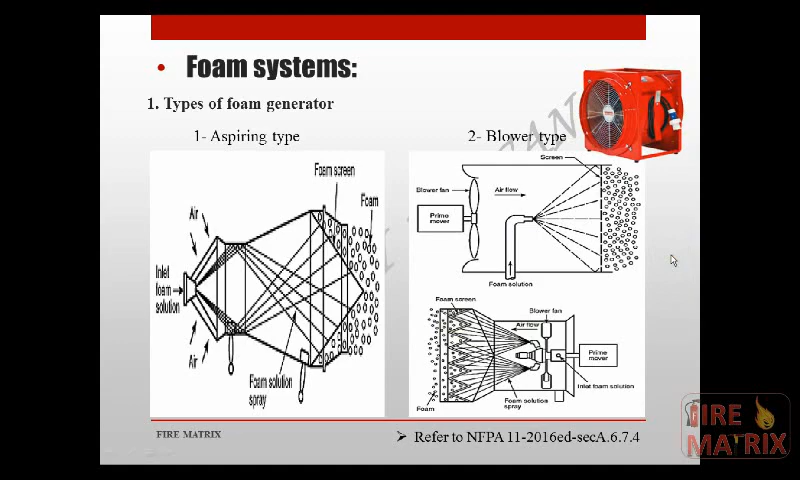 • Foam systems:
1. Types of foam generator
1- Aspiring type
2- Blower type
Foam screen
Foam
Air
Inlet
foam
solution
Air
Foam solution
spray
Screen
Blower fan
Air flow
Prime
mover
Foam solution
Foam screen
Blower fan
Air flow
Prime
mover
Inlet foam solution
Foam solution
spray
Foam
FIRE MATRIX
➢ Refer to NFPA 11-2016ed-secA.6.7.4
FIRE
MATRIX